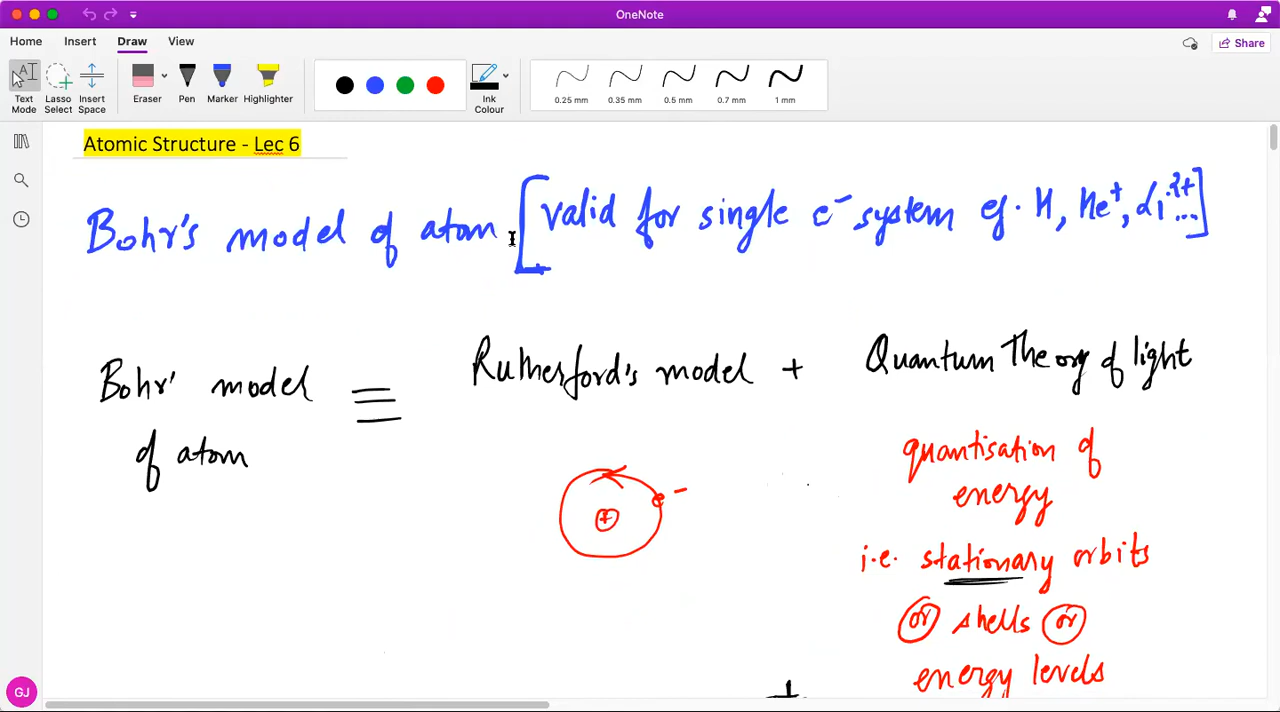 OneNote
Home Insert Draw View
Share
Text Mode
Lasso Select
Insert Space
Eraser
Pen
Marker
Highlighter
Ink Colour
0.25 mm 0.35 mm 0.5 mm 0.7 mm 1 mm
Atomic Structure - Lec 6
Bohr's model of atom [valid for single e⁻ system eg. H, He⁺, Li²⁺...]
Bohr' model of atom ≡ Rutherford's model + Quantum Theory of light
+ e⁻
quantisation of
energy
i.e. stationary orbits
or shells or
energy levels
GJ